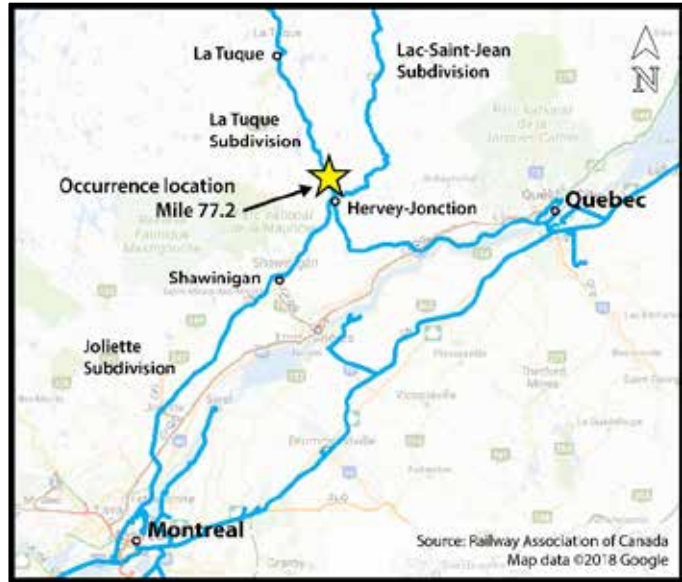 La Tuque
Lac-Saint-Jean
Subdivision
N
La Tuque
Subdivision
Occurrence location
Mile 77.2
Hervey-Jonction
Quebec
Shawinigan
Joliette
Subdivision
Victoriaville
Montreal
Source: Railway Association of Canada
Map data ©2018 Google